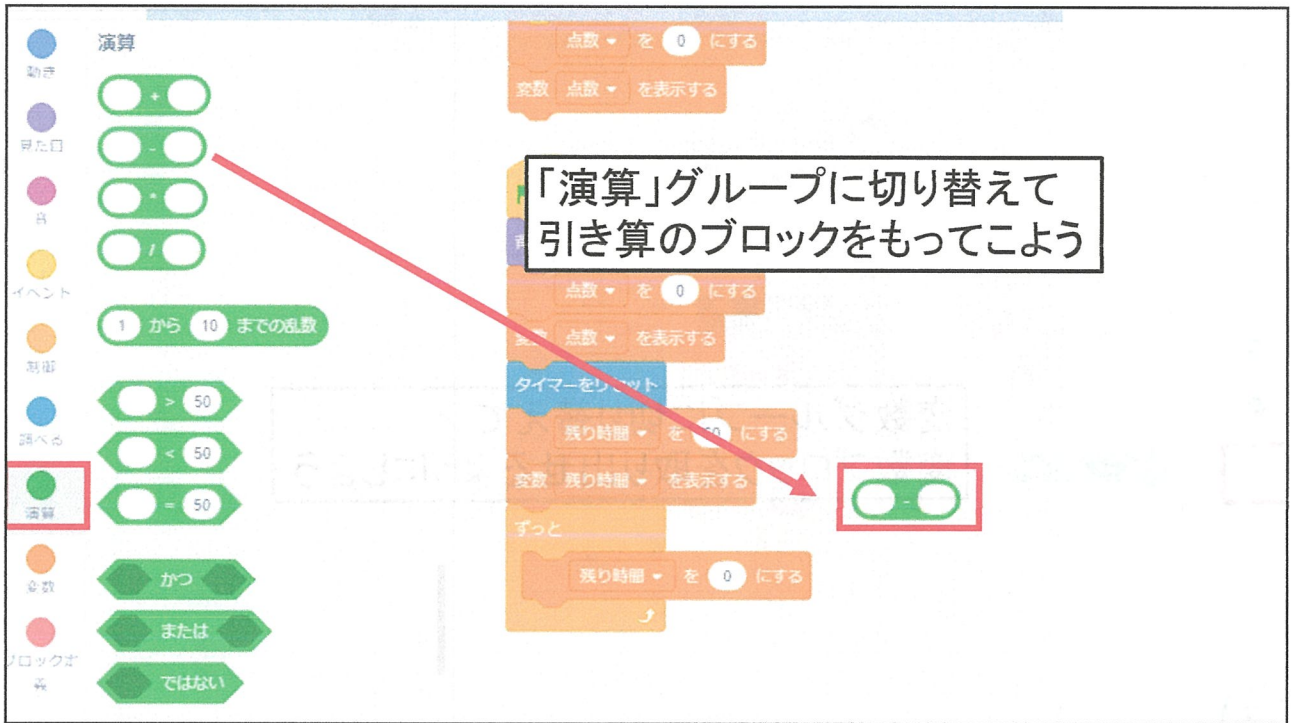 動き
見た目
音
イベント
制御
調べる
演算
変数
ブロック定
義
演算
+
-
*
/
1 から 10 までの乱数
> 50
< 50
= 50
かつ
または
ではない
点数 を 0 にする
変数 点数 を表示する
「演算」グループに切り替えて
引き算のブロックをもってこよう
点数 を 0 にする
変数 点数 を表示する
タイマーをリセット
残り時間 を 60 にする
変数 残り時間 を表示する
ずっと
残り時間 を 0 にする
-